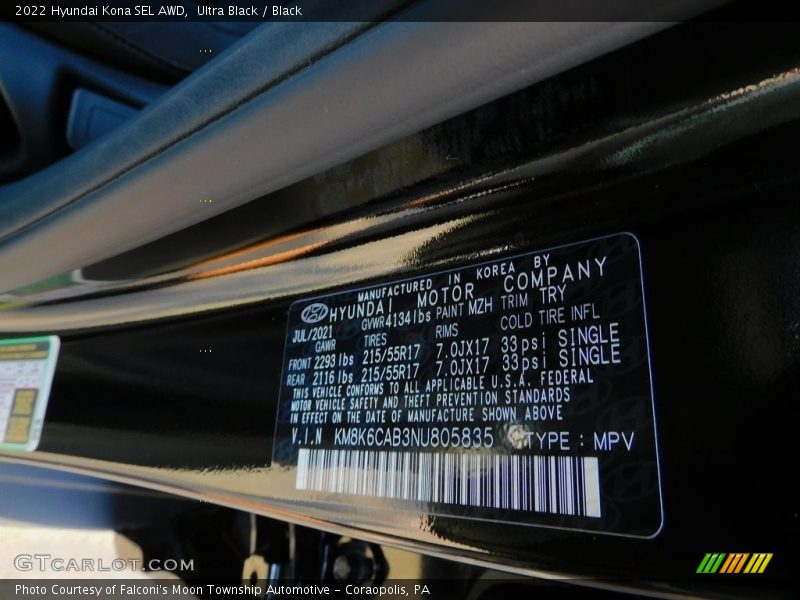 2022 Hyundai Kona SEL AWD,  Ultra Black / Black
MANUFACTURED IN KOREA BY
HYUNDAI MOTOR COMPANY
JUL/2021 GVWR 4134 lbs PAINT MZH TRIM TRY
GAWR TIRES RIMS COLD TIRE INFL
FRONT 2293 lbs 215/55R17 7.0JX17 33psi SINGLE
REAR 2116 lbs 215/55R17 7.0JX17 33psi SINGLE
THIS VEHICLE CONFORMS TO ALL APPLICABLE U.S.A. FEDERAL
MOTOR VEHICLE SAFETY AND THEFT PREVENTION STANDARDS
IN EFFECT ON THE DATE OF MANUFACTURE SHOWN ABOVE
V.I.N KM8K6CAB3NU805835 TYPE : MPV
GTCARLOT.COM
Photo Courtesy of Falconi's Moon Township Automotive - Coraopolis, PA